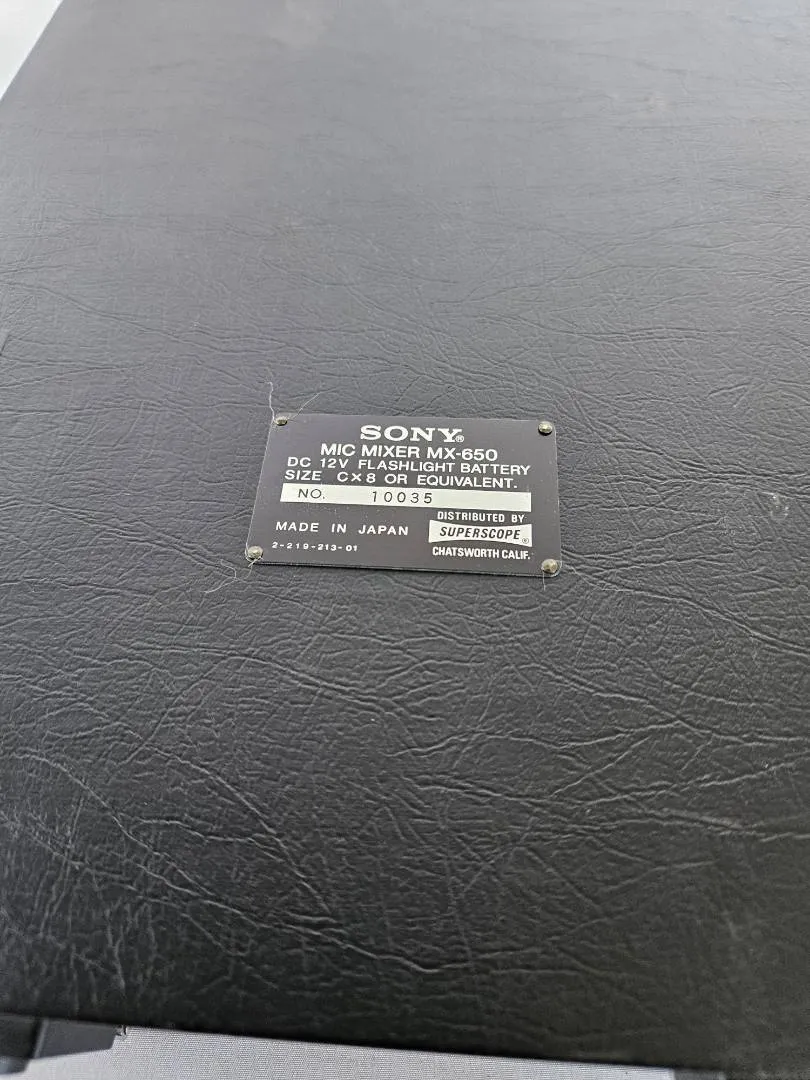 SONY®
MIC MIXER MX-650
DC 12V FLASHLIGHT BATTERY
SIZE C×8 OR EQUIVALENT.
NO. 10035
DISTRIBUTED BY
MADE IN JAPAN SUPERSCOPE®
2-219-213-01 CHATSWORTH CALIF.